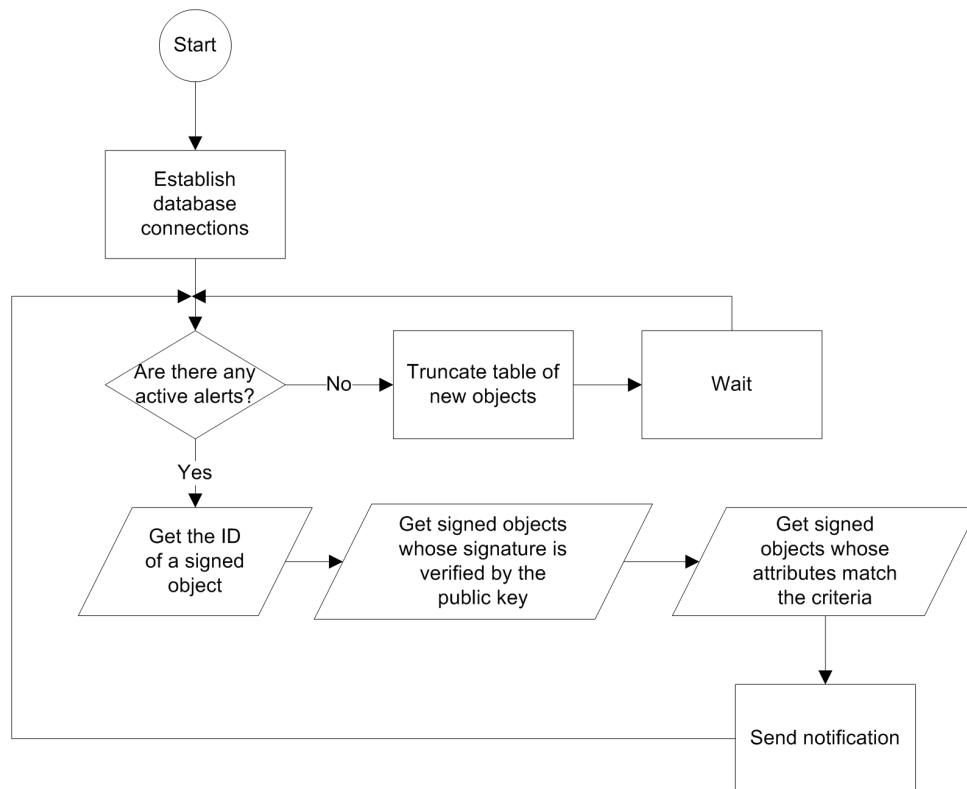 Start
Establish
database
connections
Are there any
active alerts?
No
Truncate table of
new objects
Wait
Yes
Get the ID
of a signed
object
Get signed objects
whose signature is
verified by the
public key
Get signed
objects whose
attributes match
the criteria
Send notification